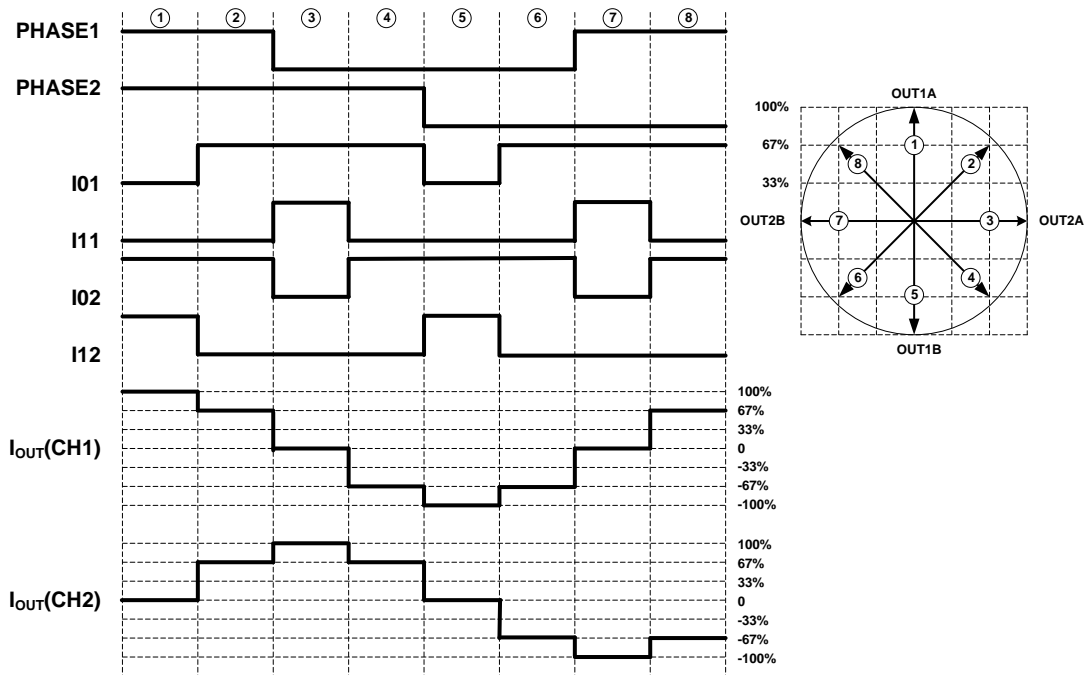 ① ② ③ ④ ⑤ ⑥ ⑦ ⑧
PHASE1
PHASE2
I01
I11
I02
I12
I_OUT(CH1)
100%
67%
33%
0
-33%
-67%
-100%
I_OUT(CH2)
100%
67%
33%
0
-33%
-67%
-100%
OUT1A
100%
67%
33%
OUT2B
OUT2A
OUT1B
① ② ③ ④ ⑤ ⑥ ⑦ ⑧